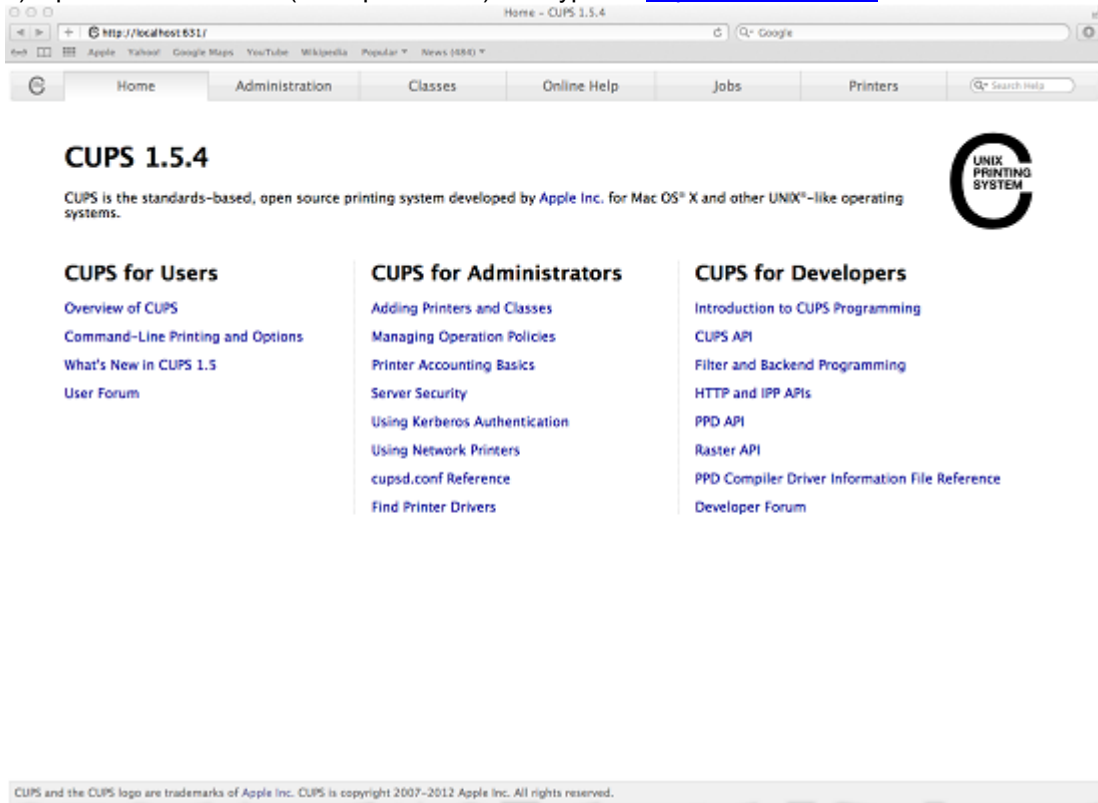 Home - CUPS 1.5.4
http://localhost:631/
Google
Apple Yahoo! Google Maps YouTube Wikipedia Popular News (484)
Home Administration Classes Online Help Jobs Printers Search Help
CUPS 1.5.4
UNIX
PRINTING
SYSTEM
CUPS is the standards-based, open source printing system developed by Apple Inc. for Mac OS® X and other UNIX®-like operating
systems.
CUPS for Users
Overview of CUPS
Command-Line Printing and Options
What's New in CUPS 1.5
User Forum
CUPS for Administrators
Adding Printers and Classes
Managing Operation Policies
Printer Accounting Basics
Server Security
Using Kerberos Authentication
Using Network Printers
cupsd.conf Reference
Find Printer Drivers
CUPS for Developers
Introduction to CUPS Programming
CUPS API
Filter and Backend Programming
HTTP and IPP APIs
PPD API
Raster API
PPD Compiler Driver Information File Reference
Developer Forum
CUPS and the CUPS logo are trademarks of Apple Inc. CUPS is copyright 2007-2012 Apple Inc. All rights reserved.